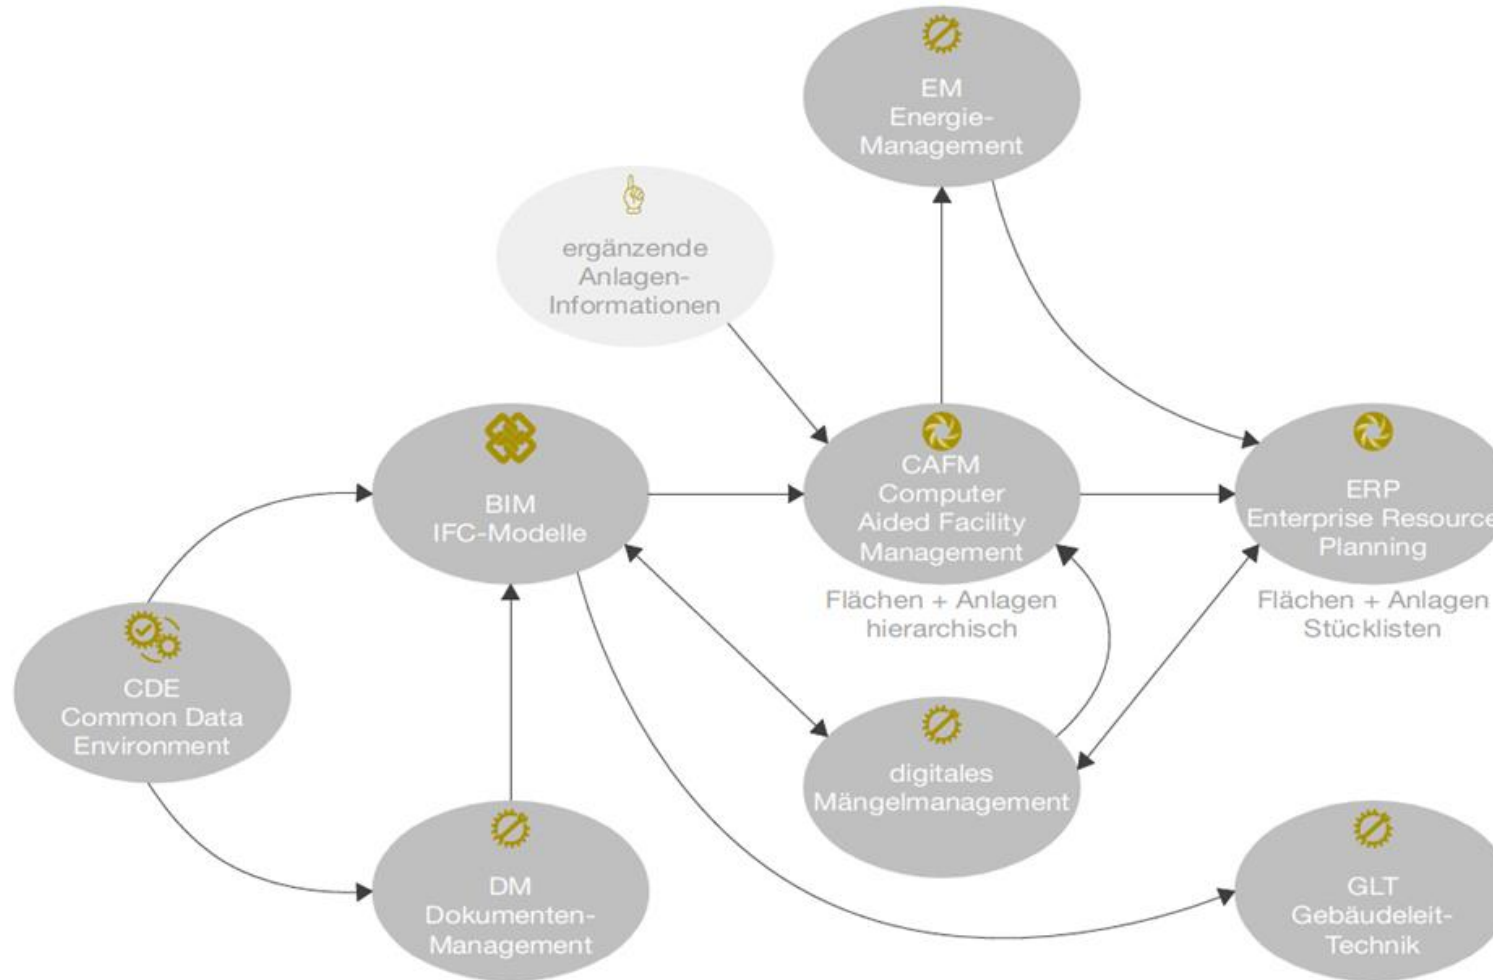 EM
Energie-
Management
ergänzende
Anlagen-
Informationen
BIM
IFC-Modelle
CAFM
Computer
Aided Facility
Management
Flächen + Anlagen
hierarchisch
ERP
Enterprise Resource
Planning
Flächen + Anlagen
Stücklisten
CDE
Common Data
Environment
digitales
Mängelmanagement
DM
Dokumenten-
Management
GLT
Gebäudeleit-
Technik